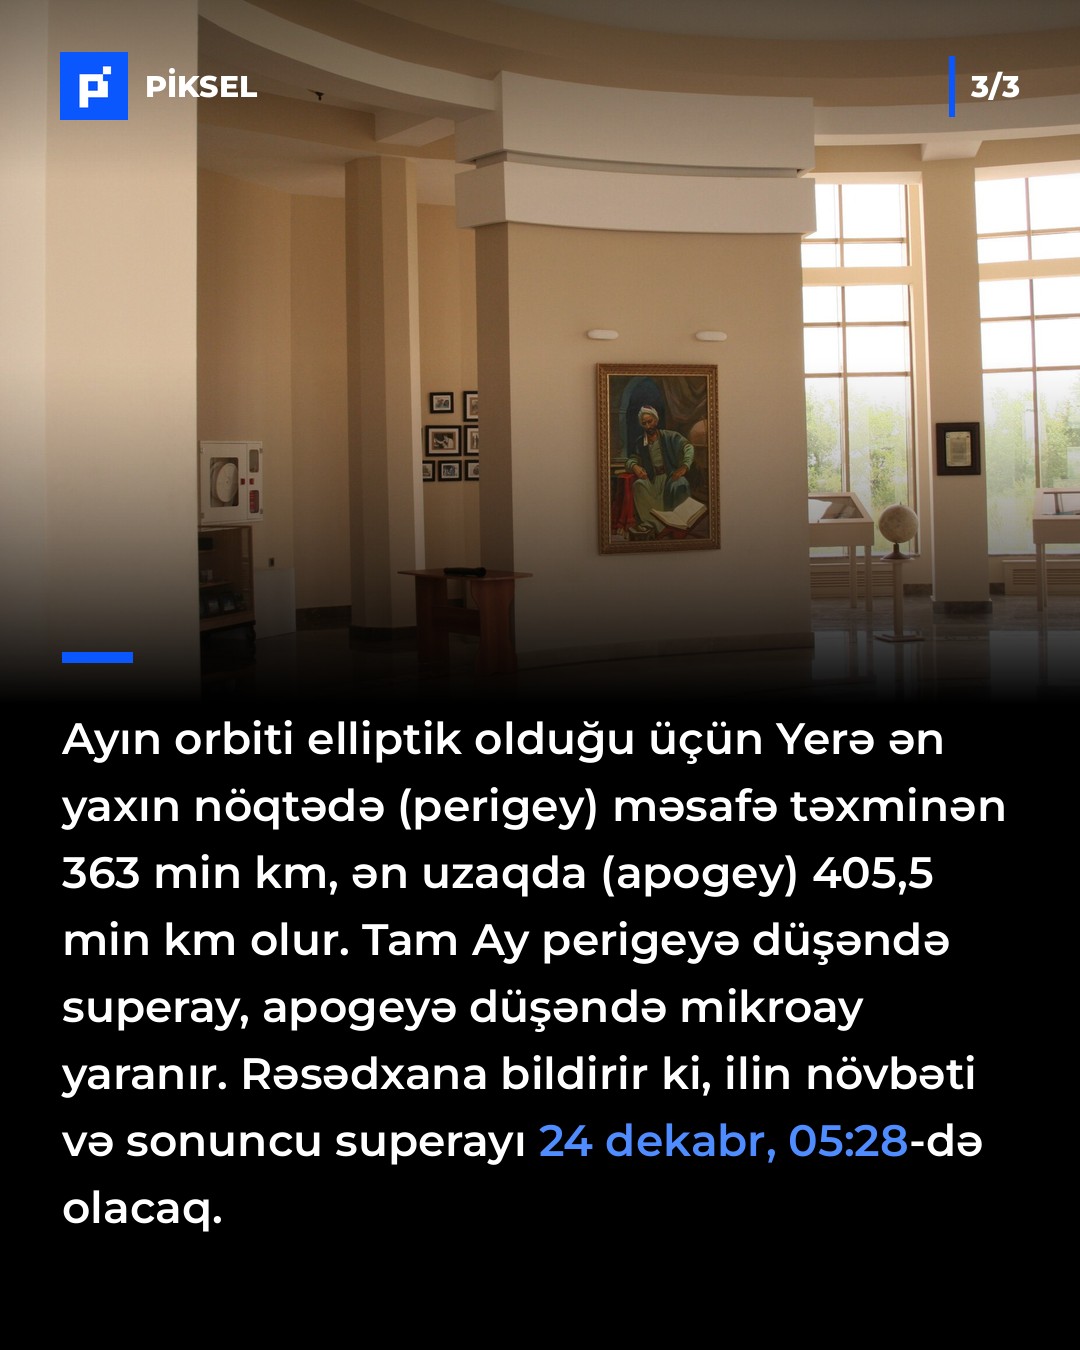 PİKSEL
3/3
Ayın orbiti elliptik olduğu üçün Yerə ən
yaxın nöqtədə (perigey) məsafə təxminən
363 min km, ən uzaqda (apogey) 405,5
min km olur. Tam Ay perigeyə düşəndə
superay, apogeyə düşəndə mikroay
yaranır. Rəsədxana bildirir ki, ilin növbəti
və sonuncu superayı 24 dekabr, 05:28-də
olacaq.